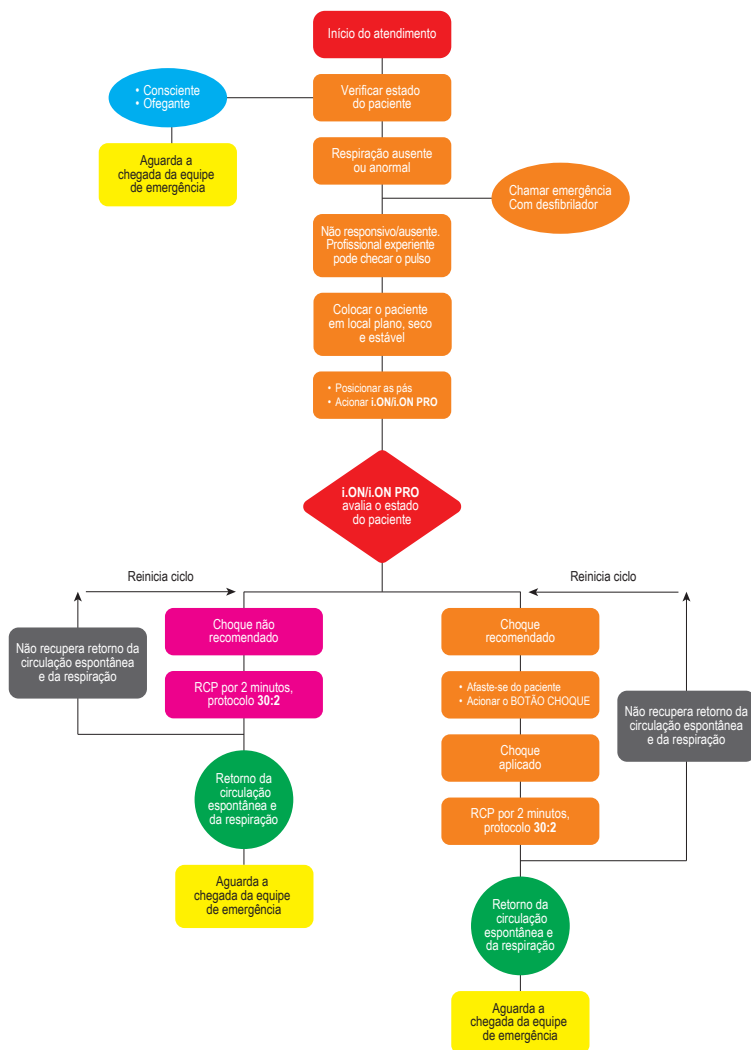 Início do atendimento
• Consciente
• Ofegante
Verificar estado
do paciente
Aguarda a
chegada da equipe
de emergência
Respiração ausente
ou anormal
Chamar emergência
Com desfibrilador
Não responsivo/ausente.
Profissional experiente
pode checar o pulso
Colocar o paciente
em local plano, seco
e estável
• Posicionar as pás
• Acionar i.ON/i.ON PRO
i.ON/i.ON PRO
avalia o estado
do paciente
Reinicia ciclo
Reinicia ciclo
Choque não
recomendado
Não recupera retorno da
circulação espontânea
e da respiração
RCP por 2 minutos,
protocolo 30:2
Retorno da
circulação
espontânea e
da respiração
Aguarda a
chegada da equipe
de emergência
Choque
recomendado
• Afaste-se do paciente
• Acionar o BOTÃO CHOQUE
Não recupera retorno da
circulação espontânea
e da respiração
Choque
aplicado
RCP por 2 minutos,
protocolo 30:2
Retorno da
circulação
espontânea e
da respiração
Aguarda a
chegada da equipe
de emergência